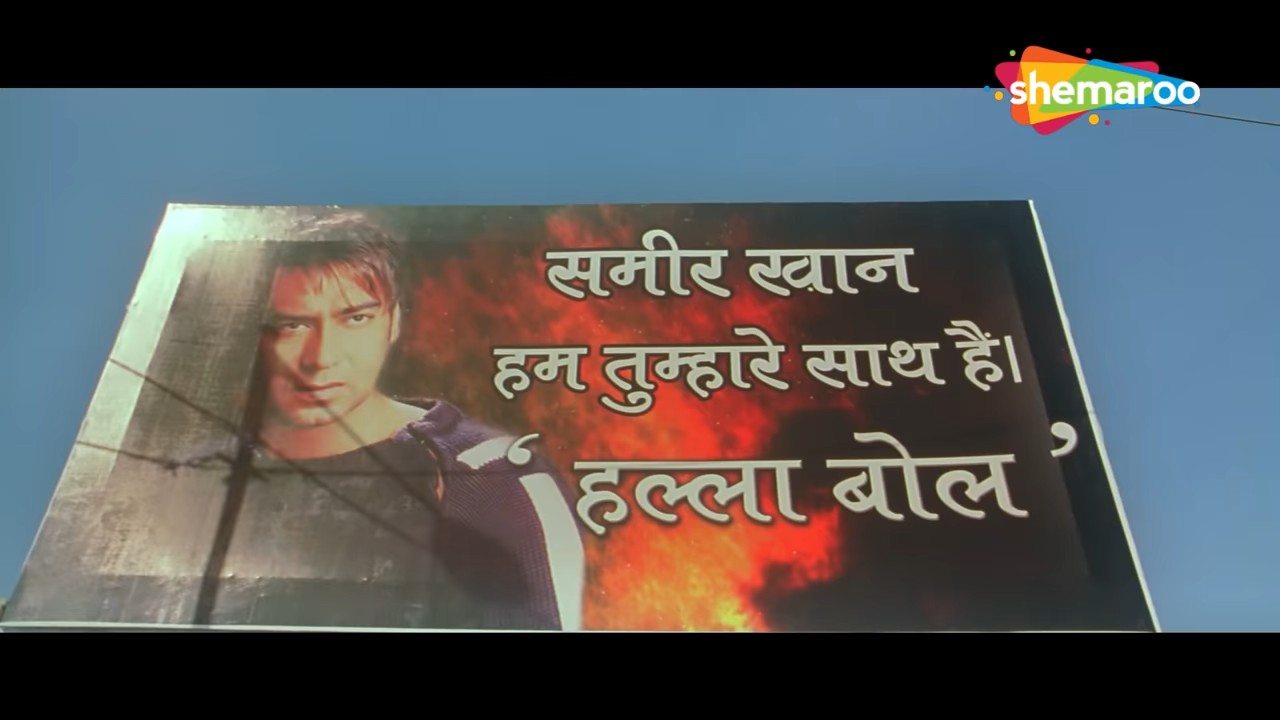 shemaroo
समीर ख़ान
हम तुम्हारे साथ हैं।
‘ हल्ला बोल ’